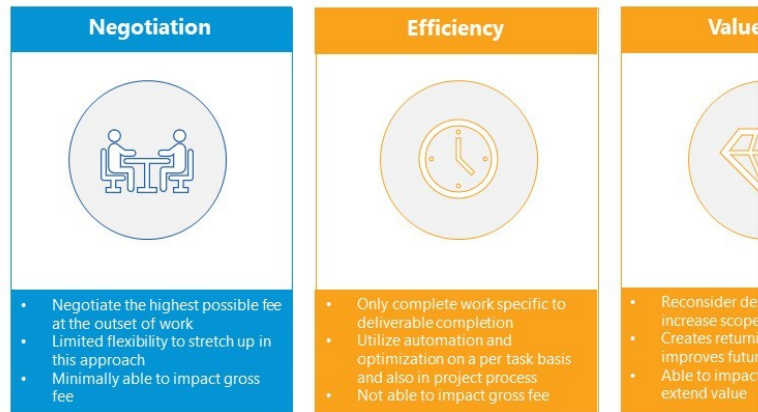 Negotiation
• Negotiate the highest possible fee
at the outset of work
• Limited flexibility to stretch up in
this approach
• Minimally able to impact gross
fee
Efficiency
• Only complete work specific to
deliverable completion
• Utilize automation and
optimization on a per task basis
and also in project process
• Not able to impact gross fee
Value
• Reconsider
increase scope
• Creates
improves
• Able to impact
extend value